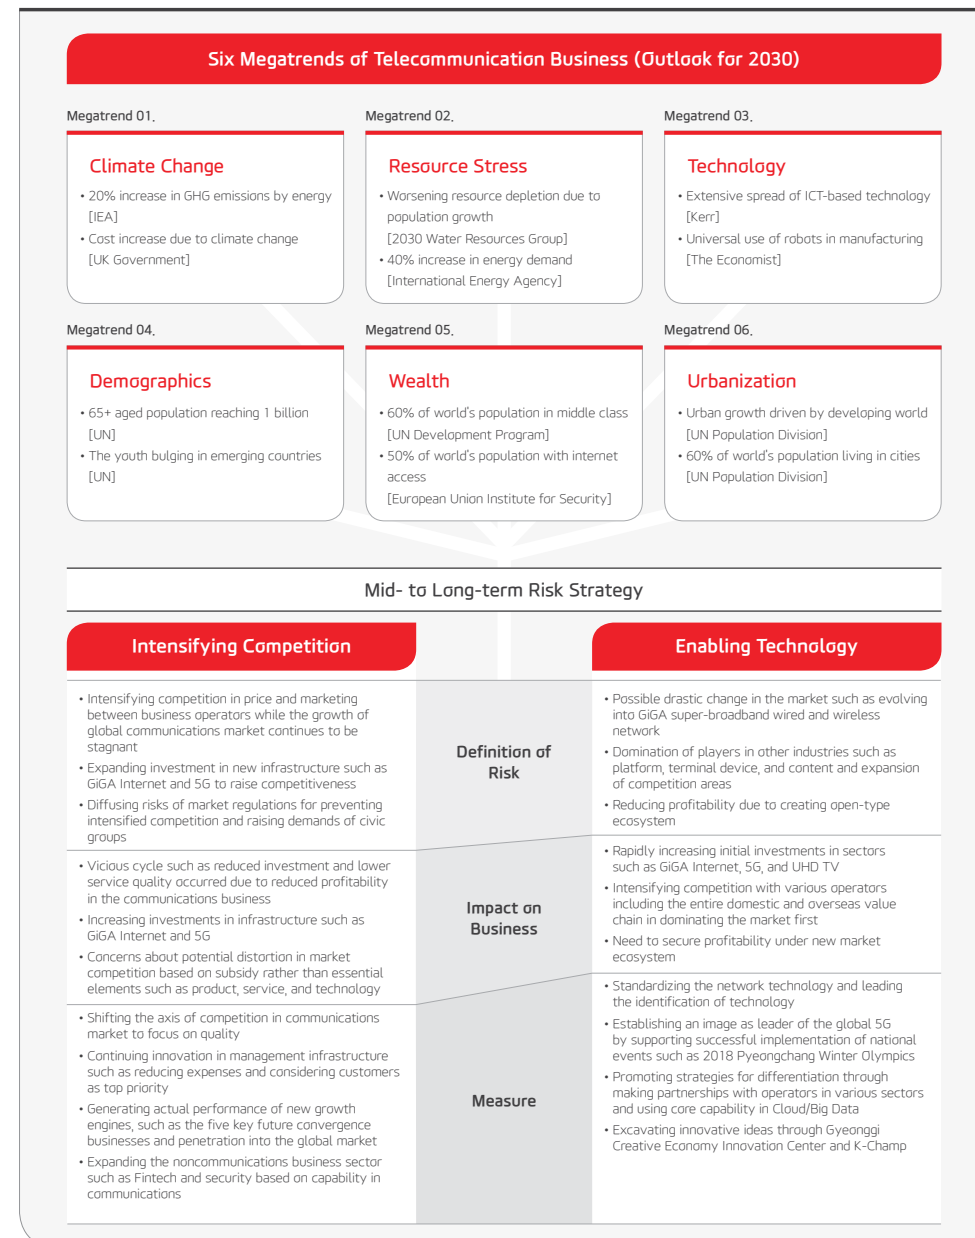 Six Megatrends of Telecommunication Business (Outlook for 2030)
Megatrend 01.
Climate Change
• 20% increase in GHG emissions by energy
[IEA]
• Cost increase due to climate change
[UK Government]
Megatrend 02.
Resource Stress
• Worsening resource depletion due to
population growth
[2030 Water Resources Group]
• 40% increase in energy demand
[International Energy Agency]
Megatrend 03.
Technology
• Extensive spread of ICT-based technology
[Kerr]
• Universal use of robots in manufacturing
[The Economist]
Megatrend 04.
Demographics
• 65+ aged population reaching 1 billion
[UN]
• The youth bulging in emerging countries
[UN]
Megatrend 05.
Wealth
• 60% of world's population in middle class
[UN Development Program]
• 50% of world's population with internet
access
[European Union Institute for Security]
Megatrend 06.
Urbanization
• Urban growth driven by developing world
[UN Population Division]
• 60% of world's population living in cities
[UN Population Division]
Mid- to Long-term Risk Strategy
Intensifying Competition
Enabling Technology
• Intensifying competition in price and marketing
between business operators while the growth of
global communications market continues to be
stagnant
• Expanding investment in new infrastructure such as
GiGA Internet and 5G to raise competitiveness
• Diffusing risks of market regulations for preventing
intensified competition and raising demands of civic
groups
Definition of
Risk
• Possible drastic change in the market such as evolving
into GiGA super-broadband wired and wireless
network
• Domination of players in other industries such as
platform, terminal device, and content and expansion
of competition areas
• Reducing profitability due to creating open-type
ecosystem
• Vicious cycle such as reduced investment and lower
service quality occurred due to reduced profitability
in the communications business
• Increasing investments in infrastructure such as
GiGA Internet and 5G
• Concerns about potential distortion in market
competition based on subsidy rather than essential
elements such as product, service, and technology
Impact on
Business
• Rapidly increasing initial investments in sectors
such as GiGA Internet, 5G, and UHD TV
• Intensifying competition with various operators
including the entire domestic and overseas value
chain in dominating the market first
• Need to secure profitability under new market
ecosystem
• Shifting the axis of competition in communications
market to focus on quality
• Continuing innovation in management infrastructure
such as reducing expenses and considering customers
as top priority
• Generating actual performance of new growth
engines, such as the five key future convergence
businesses and penetration into the global market
• Expanding the noncommunications business sector
such as Fintech and security based on capability in
communications
Measure
• Standardizing the network technology and leading
the identification of technology
• Establishing an image as leader of the global 5G
by supporting successful implementation of national
events such as 2018 Pyeongchang Winter Olympics
• Promoting strategies for differentiation through
making partnerships with operators in various sectors
and using core capability in Cloud/Big Data
• Excavating innovative ideas through Gyeonggi
Creative Economy Innovation Center and K-Champ